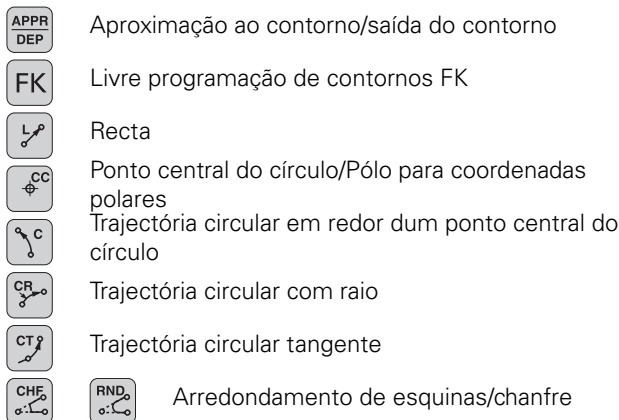 APPR
DEP
Aproximação ao contorno/saída do contorno
FK
Livre programação de contornos FK
L
Recta
CC
Ponto central do círculo/Pólo para coordenadas
polares
C
Trajectória circular em redor dum ponto central do
círculo
CR
Trajectória circular com raio
CT
Trajectória circular tangente
CHF
RND
Arredondamento de esquinas/chanfre